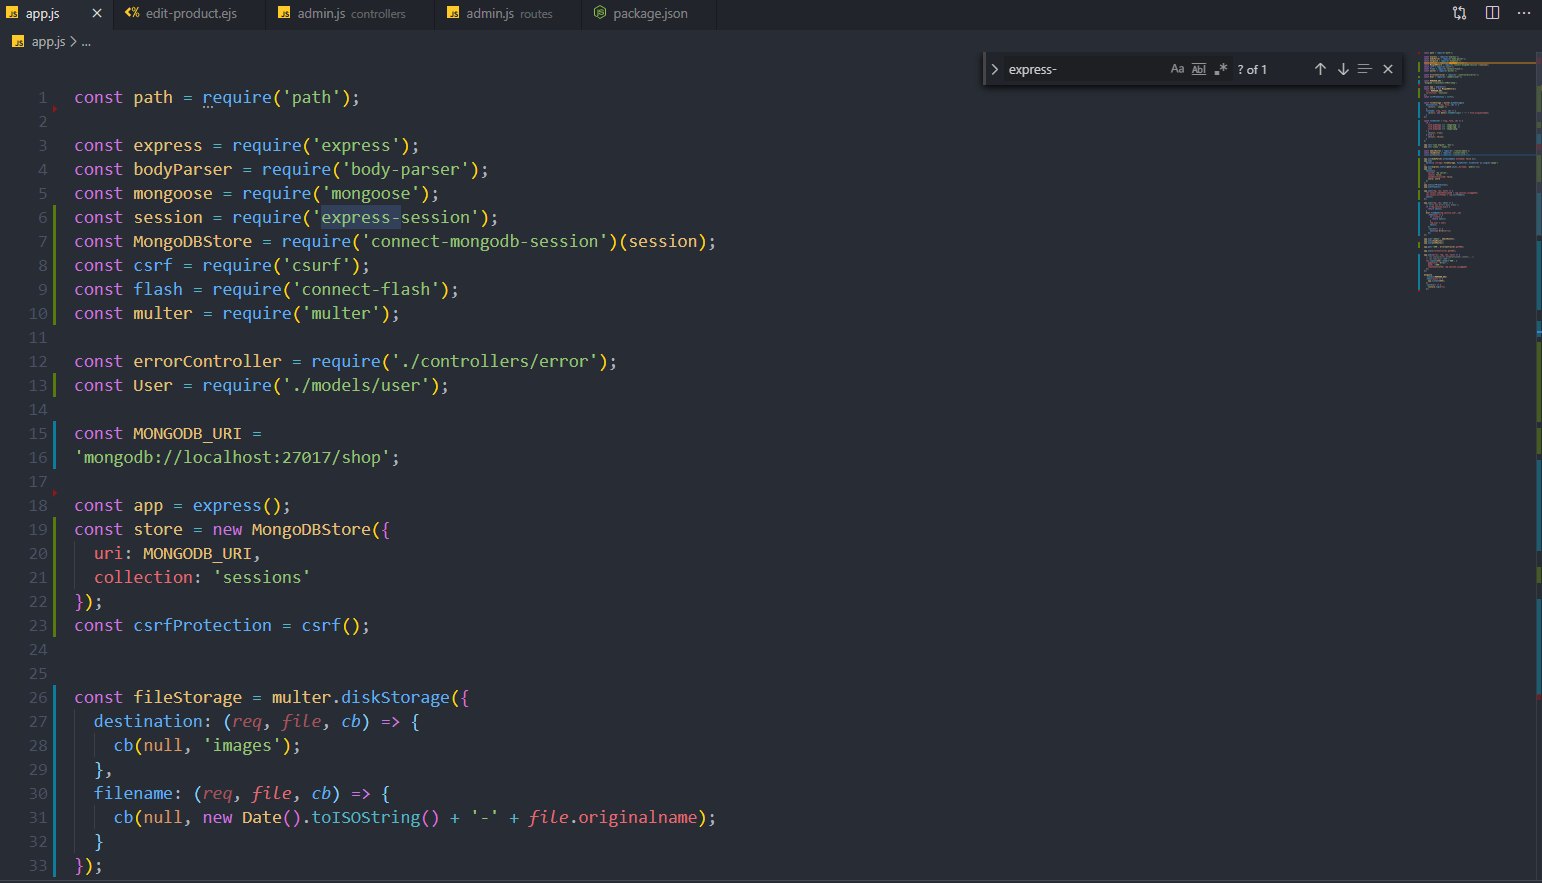 JS app.js × <% edit-product.ejs JS admin.js controllers JS admin.js routes JS package.json ...
JS app.js > ...
> express- Aa Abl .* ? of 1
1 const path = require('path');
2
3 const express = require('express');
4 const bodyParser = require('body-parser');
5 const mongoose = require('mongoose');
6 const session = require('express-session');
7 const MongoDBStore = require('connect-mongodb-session')(session);
8 const csrf = require('csurf');
9 const flash = require('connect-flash');
10 const multer = require('multer');
11
12 const errorController = require('./controllers/error');
13 const User = require('./models/user');
14
15 const MONGODB_URI =
16 'mongodb://localhost:27017/shop';
17
18 const app = express();
19 const store = new MongoDBStore({
20   uri: MONGODB_URI,
21   collection: 'sessions'
22 });
23 const csrfProtection = csrf();
24
25
26 const fileStorage = multer.diskStorage({
27   destination: (req, file, cb) => {
28     cb(null, 'images');
29   },
30   filename: (req, file, cb) => {
31     cb(null, new Date().toISOString() + '-' + file.originalname);
32   }
33 });